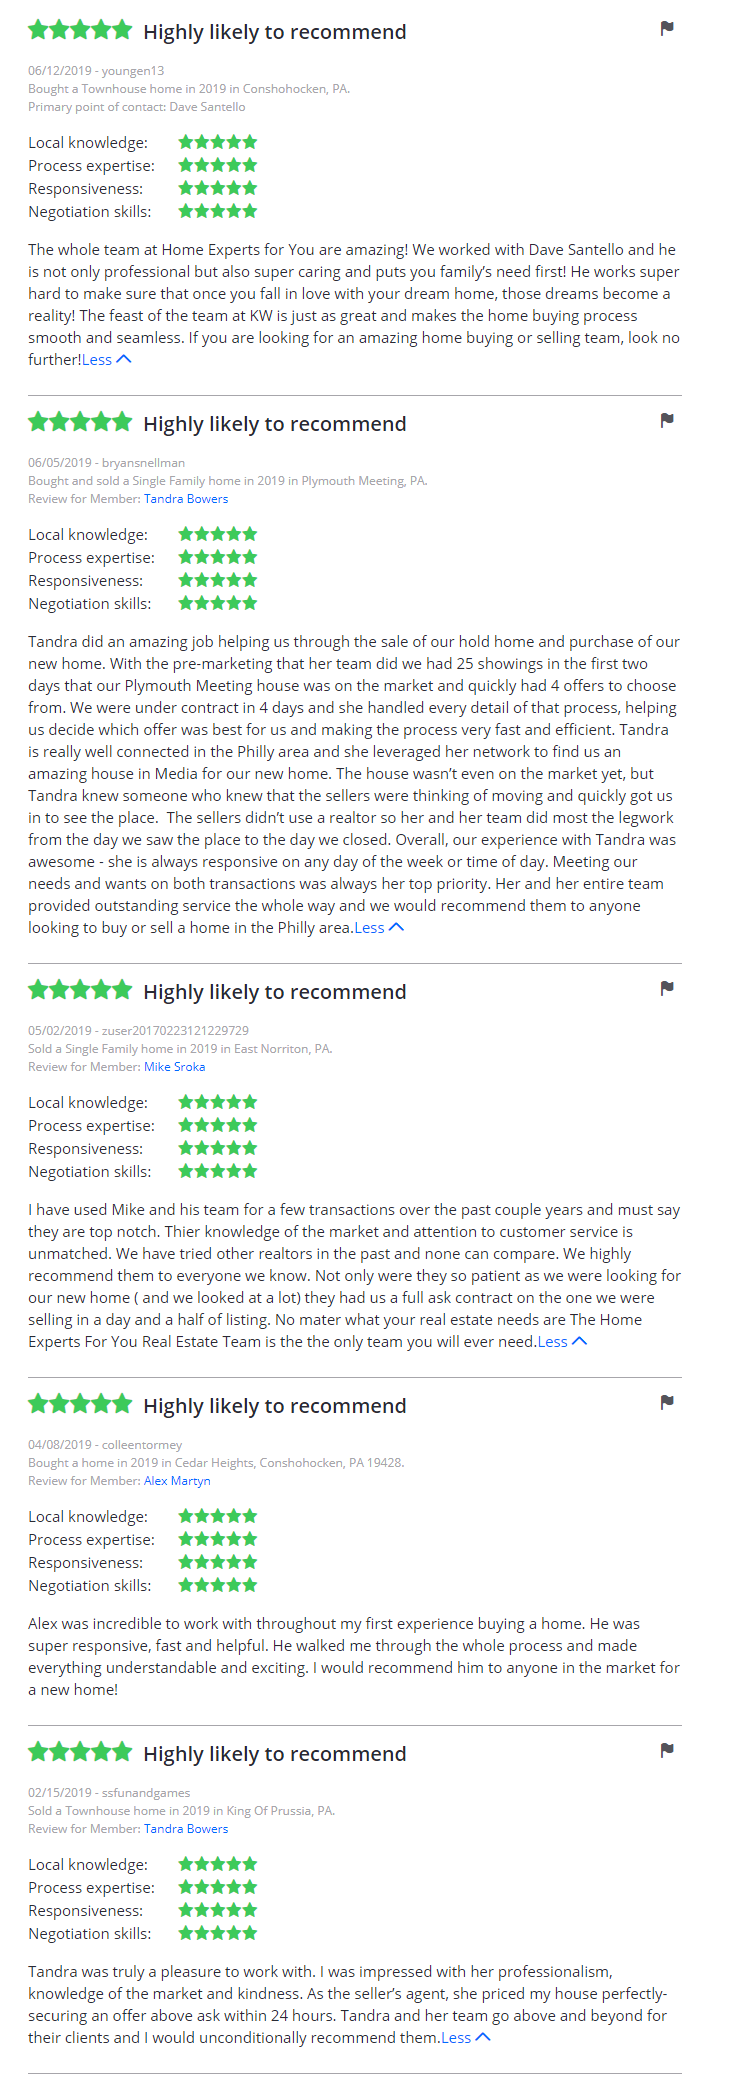 Highly likely to recommend
06/12/2019 - youngen13
Bought a Townhouse home in 2019 in Conshohocken, PA.
Primary point of contact: Dave Santello
Local knowledge:
Process expertise:
Responsiveness:
Negotiation skills:
The whole team at Home Experts for You are amazing! We worked with Dave Santello and he
is not only professional but also super caring and puts you family’s need first! He works super
hard to make sure that once you fall in love with your dream home, those dreams become a
reality! The feast of the team at KW is just as great and makes the home buying process
smooth and seamless. If you are looking for an amazing home buying or selling team, look no
further!Less
Highly likely to recommend
06/05/2019 - bryansnellman
Bought and sold a Single Family home in 2019 in Plymouth Meeting, PA.
Review for Member: Tandra Bowers
Local knowledge:
Process expertise:
Responsiveness:
Negotiation skills:
Tandra did an amazing job helping us through the sale of our hold home and purchase of our
new home. With the pre-marketing that her team did we had 25 showings in the first two
days that our Plymouth Meeting house was on the market and quickly had 4 offers to choose
from. We were under contract in 4 days and she handled every detail of that process, helping
us decide which offer was best for us and making the process very fast and efficient. Tandra
is really well connected in the Philly area and she leveraged her network to find us an
amazing house in Media for our new home. The house wasn’t even on the market yet, but
Tandra knew someone who knew that the sellers were thinking of moving and quickly got us
in to see the place. The sellers didn’t use a realtor so her and her team did most the legwork
from the day we saw the place to the day we closed. Overall, our experience with Tandra was
awesome - she is always responsive on any day of the week or time of day. Meeting our
needs and wants on both transactions was always her top priority. Her and her entire team
provided outstanding service the whole way and we would recommend them to anyone
looking to buy or sell a home in the Philly area.Less
Highly likely to recommend
05/02/2019 - zuser20170223121229729
Sold a Single Family home in 2019 in East Norriton, PA.
Review for Member: Mike Sroka
Local knowledge:
Process expertise:
Responsiveness:
Negotiation skills:
I have used Mike and his team for a few transactions over the past couple years and must say
they are top notch. Thier knowledge of the market and attention to customer service is
unmatched. We have tried other realtors in the past and none can compare. We highly
recommend them to everyone we know. Not only were they so patient as we were looking for
our new home ( and we looked at a lot) they had us a full ask contract on the one we were
selling in a day and a half of listing. No mater what your real estate needs are The Home
Experts For You Real Estate Team is the the only team you will ever need.Less
Highly likely to recommend
04/08/2019 - colleentormey
Bought a home in 2019 in Cedar Heights, Conshohocken, PA 19428.
Review for Member: Alex Martyn
Local knowledge:
Process expertise:
Responsiveness:
Negotiation skills:
Alex was incredible to work with throughout my first experience buying a home. He was
super responsive, fast and helpful. He walked me through the whole process and made
everything understandable and exciting. I would recommend him to anyone in the market for
a new home!
Highly likely to recommend
02/15/2019 - ssfunandgames
Sold a Townhouse home in 2019 in King Of Prussia, PA.
Review for Member: Tandra Bowers
Local knowledge:
Process expertise:
Responsiveness:
Negotiation skills:
Tandra was truly a pleasure to work with. I was impressed with her professionalism,
knowledge of the market and kindness. As the seller’s agent, she priced my house perfectly-
securing an offer above ask within 24 hours. Tandra and her team go above and beyond for
their clients and I would unconditionally recommend them.Less